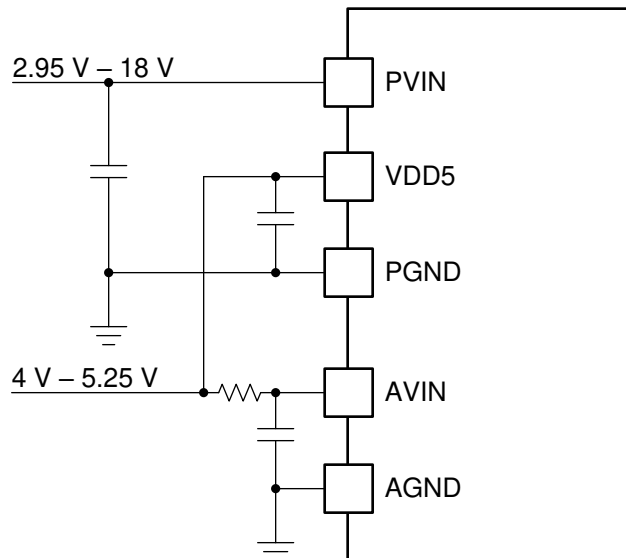 2.95 V – 18 V
PVIN
VDD5
PGND
4 V – 5.25 V
AVIN
AGND